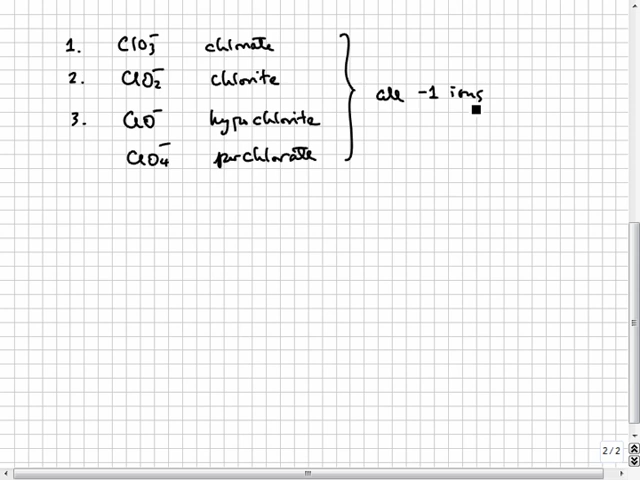 1. ClO₃⁻ chlorate
2. ClO₂⁻ chlorite
all -1 ions
3. ClO⁻ hypochlorite
ClO₄⁻ perchlorate
2 / 2